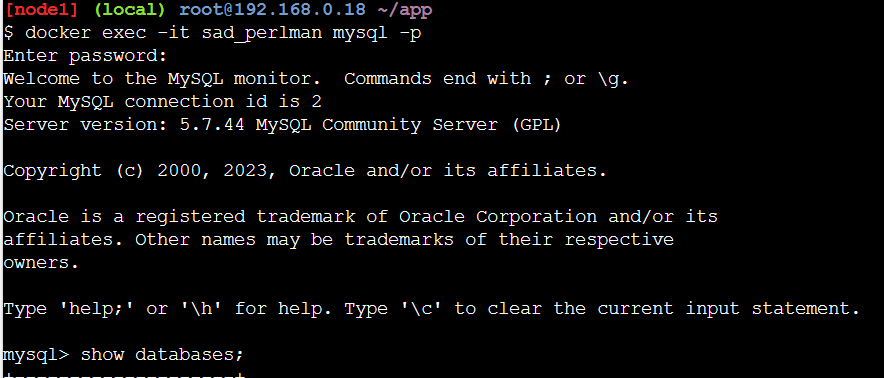 [node1] (local) root@192.168.0.18 ~/app
$ docker exec -it sad_perlman mysql -p
Enter password:
Welcome to the MySQL monitor.  Commands end with ; or \g.
Your MySQL connection id is 2
Server version: 5.7.44 MySQL Community Server (GPL)

Copyright (c) 2000, 2023, Oracle and/or its affiliates.

Oracle is a registered trademark of Oracle Corporation and/or its
affiliates. Other names may be trademarks of their respective
owners.

Type 'help;' or '\h' for help. Type '\c' to clear the current input statement.

mysql> show databases;
+--------------------+